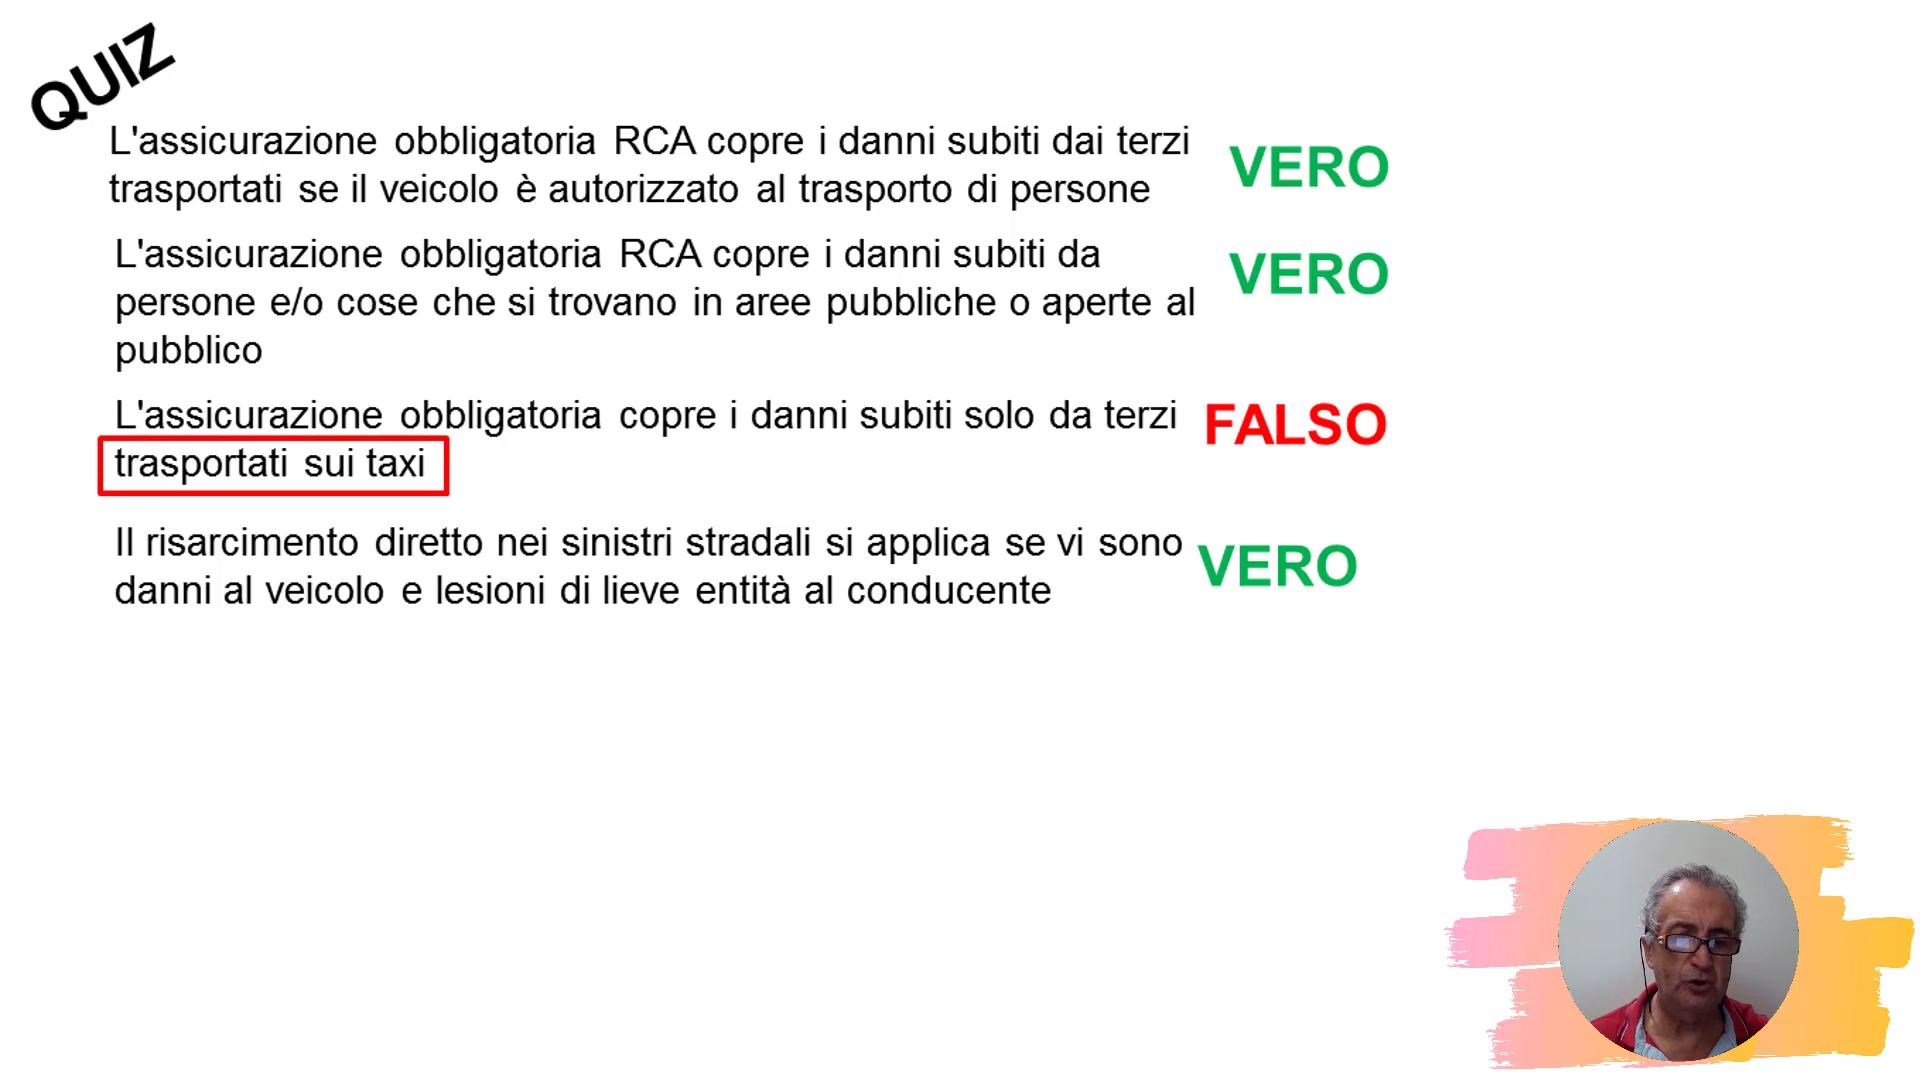 QUIZ
L'assicurazione obbligatoria RCA copre i danni subiti dai terzi
trasportati se il veicolo è autorizzato al trasporto di persone
VERO
L'assicurazione obbligatoria RCA copre i danni subiti da
persone e/o cose che si trovano in aree pubbliche o aperte al
pubblico
VERO
L'assicurazione obbligatoria copre i danni subiti solo da terzi
trasportati sui taxi
FALSO
Il risarcimento diretto nei sinistri stradali si applica se vi sono
danni al veicolo e lesioni di lieve entità al conducente
VERO